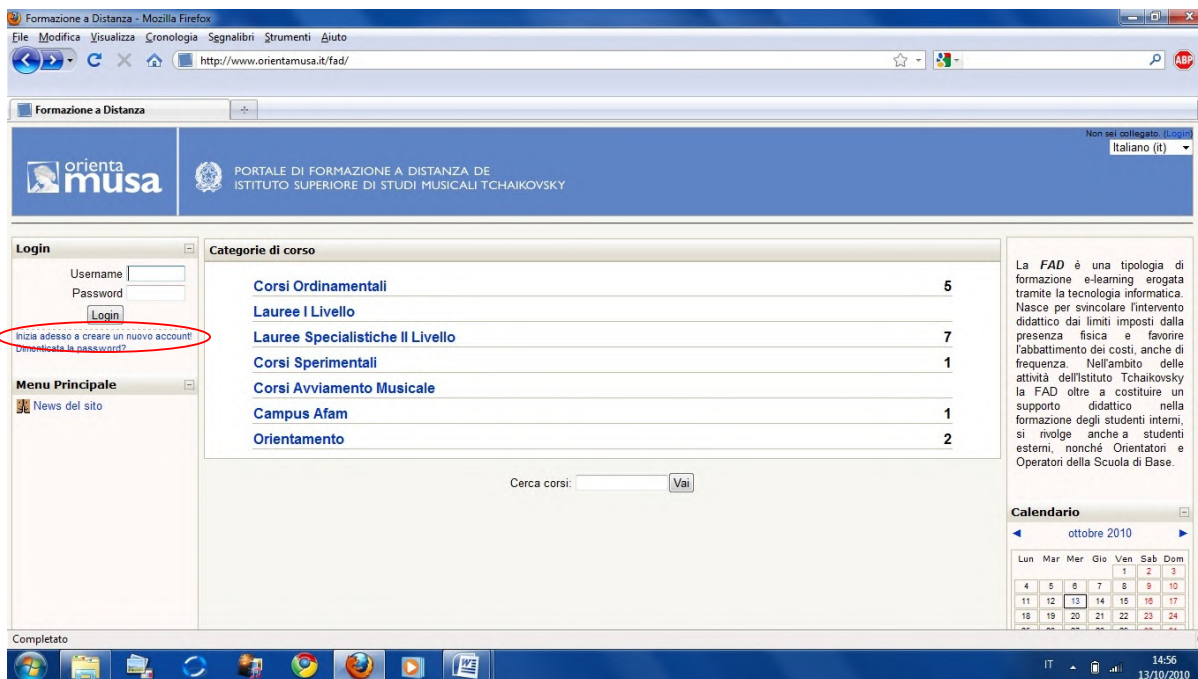 Formazione a Distanza - Mozilla Firefox
File Modifica Visualizza Cronologia Segnalibri Strumenti Aiuto
http://www.orientamusa.it/fad/
ABP
Formazione a Distanza
Non sei collegato. (Login)
Italiano (it)
orienta
musa
PORTALE DI FORMAZIONE A DISTANZA DE
ISTITUTO SUPERIORE DI STUDI MUSICALI TCHAIKOVSKY
Login
Username
Password
Login
Inizia adesso a creare un nuovo account!
Dimenticata la password?
Menu Principale
News del sito
Categorie di corso
Corsi Ordinamentali 5
Lauree I Livello
Lauree Specialistiche II Livello 7
Corsi Sperimentali 1
Corsi Avviamento Musicale
Campus Afam 1
Orientamento 2
Cerca corsi: Vai
La FAD è una tipologia di
formazione e-learning erogata
tramite la tecnologia informatica.
Nasce per svincolare l'intervento
didattico dai limiti imposti dalla
presenza fisica e favorire
l'abbattimento dei costi, anche di
frequenza. Nell'ambito delle
attività dell'Istituto Tchaikovsky
la FAD oltre a costituire un
supporto didattico nella
formazione degli studenti interni,
si rivolge anche a studenti
esterni, nonché Orientatori e
Operatori della Scuola di Base.
Calendario
ottobre 2010
Lun Mar Mer Gio Ven Sab Dom
1 2 3
4 5 6 7 8 9 10
11 12 13 14 15 16 17
18 19 20 21 22 23 24
Completato
IT
14:56
13/10/2010